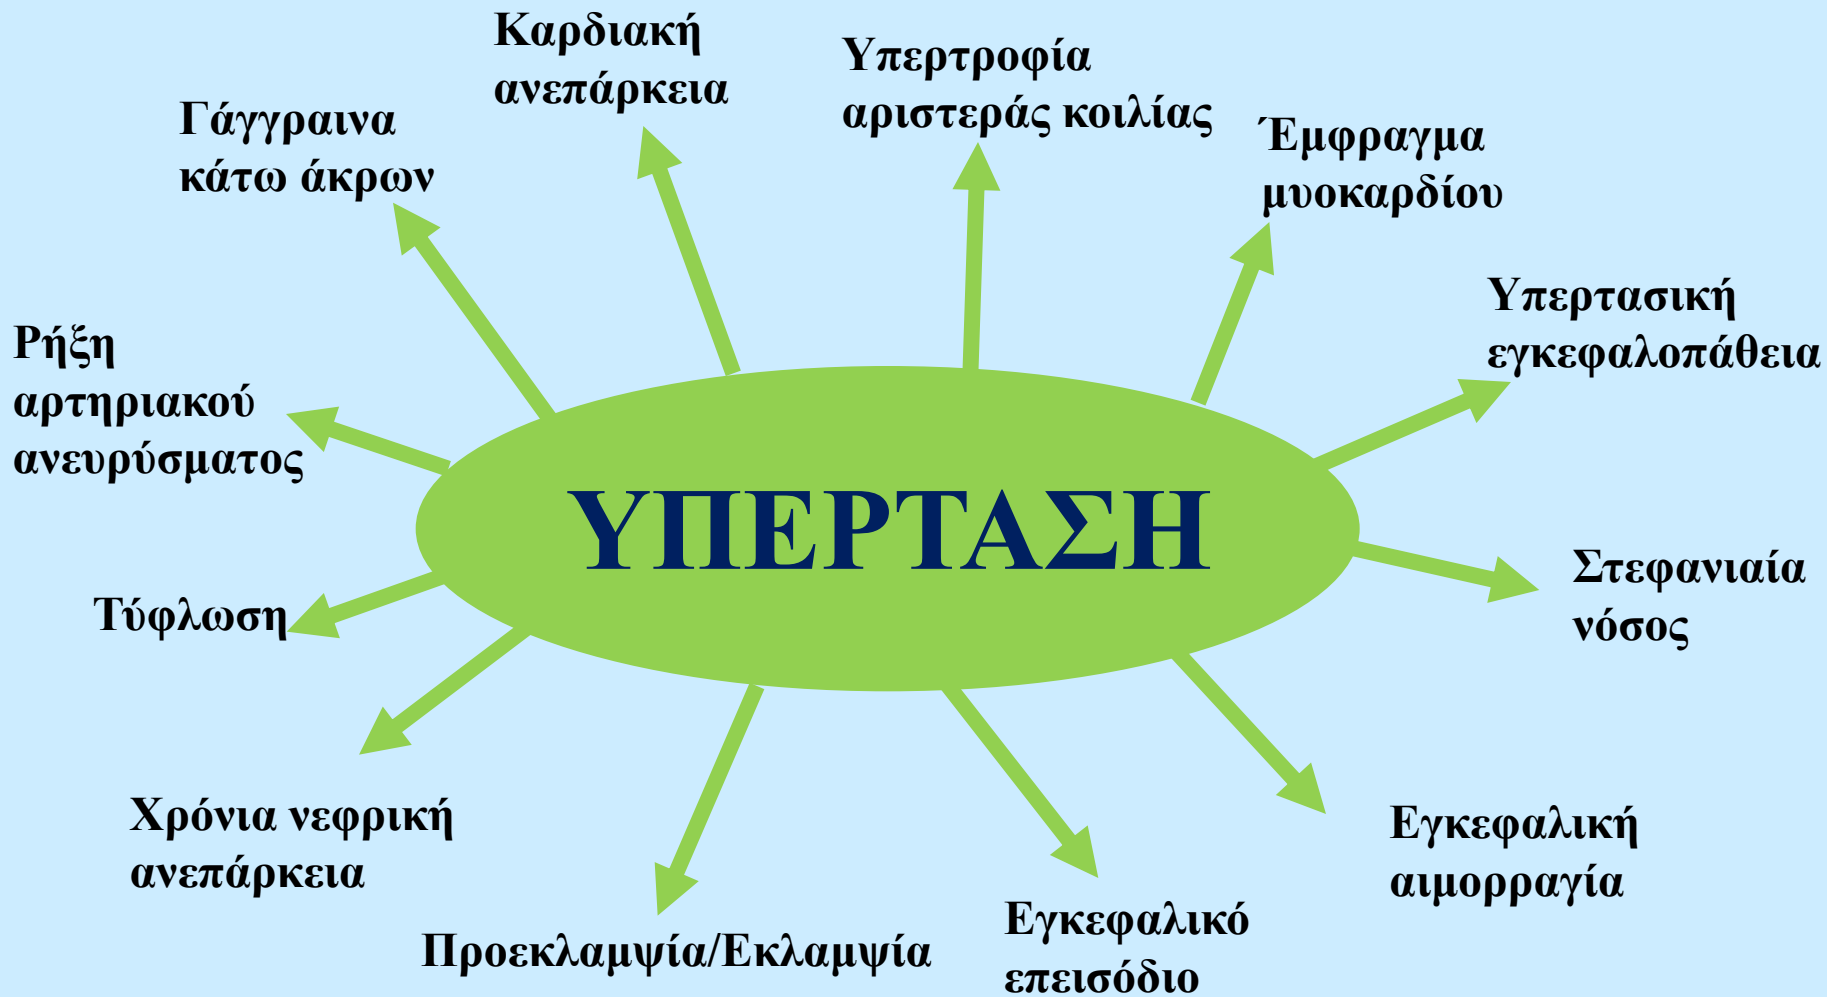 Καρδιακή
ανεπάρκεια
Υπερτροφία
αριστεράς κοιλίας
Έμφραγμα
μυοκαρδίου
Γάγγραινα
κάτω άκρων
Υπερτασική
εγκεφαλοπάθεια
Ρήξη
αρτηριακού
ανευρύσματος
ΥΠΕΡΤΑΣΗ
Στεφανιαία
νόσος
Τύφλωση
Χρόνια νεφρική
ανεπάρκεια
Εγκεφαλική
αιμορραγία
Προεκλαμψία/Εκλαμψία
Εγκεφαλικό
επεισόδιο